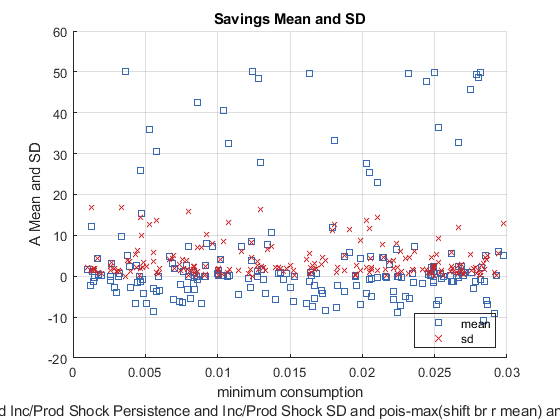 Savings Mean and SD
60
50
40
30
20
10
0
-10
-20
A Mean and SD
0
0.005
0.01
0.015
0.02
0.025
0.03
mean
sd
minimum consumption
d Inc/Prod Shock Persistence and Inc/Prod Shock SD and pois-max(shift br r mean) an